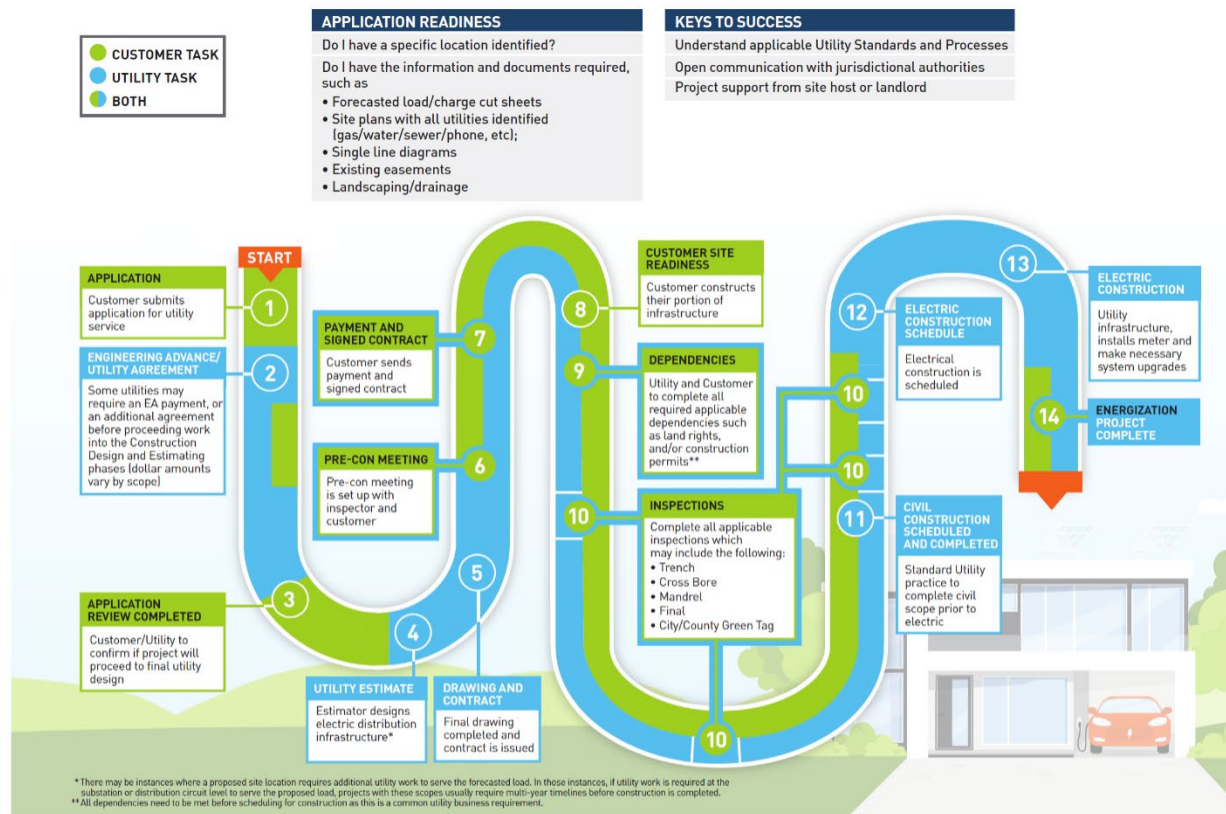 CUSTOMER TASK
UTILITY TASK
BOTH
APPLICATION READINESS
Do I have a specific location identified?
Do I have the information and documents required,
such as
• Forecasted load/charge cut sheets
• Site plans with all utilities identified
(gas/water/sewer/phone, etc);
• Single line diagrams
• Existing easements
• Landscaping/drainage
KEYS TO SUCCESS
Understand applicable Utility Standards and Processes
Open communication with jurisdictional authorities
Project support from site host or landlord
START
1
APPLICATION
Customer submits
application for utility
service
2
ENGINEERING ADVANCE/
UTILITY AGREEMENT
Some utilities may
require an EA payment, or
an additional agreement
before proceeding work
into the Construction
Design and Estimating
phases (dollar amounts
vary by scope)
3
APPLICATION
REVIEW COMPLETED
Customer/Utility to
confirm if project will
proceed to final utility
design
4
UTILITY ESTIMATE
Estimator designs
electric distribution
infrastructure*
5
DRAWING AND
CONTRACT
Final drawing
completed and
contract is issued
6
PRE-CON MEETING
Pre-con meeting
is set up with
inspector and
customer
7
PAYMENT AND
SIGNED CONTRACT
Customer sends
payment and
signed contract
8
CUSTOMER SITE
READINESS
Customer constructs
their portion of
infrastructure
9
DEPENDENCIES
Utility and Customer
to complete all
required applicable
dependencies such
as land rights,
and/or construction
permits**
10
INSPECTIONS
Complete all applicable
inspections which
may include the following:
• Trench
• Cross Bore
• Mandrel
• Final
• City/County Green Tag
10
10
10
11
CIVIL
CONSTRUCTION
SCHEDULED
AND COMPLETED
Standard Utility
practice to
complete civil
scope prior to
electric
12
ELECTRIC
CONSTRUCTION
SCHEDULE
Electrical
construction is
scheduled
13
ELECTRIC
CONSTRUCTION
Utility
infrastructure,
installs meter and
make necessary
system upgrades
14
ENERGIZATION
PROJECT
COMPLETE
* There may be instances where a proposed site location requires additional utility work to serve the forecasted load. In those instances, if utility work is required at the
substation or distribution circuit level to serve the proposed load, projects with these scopes usually require multi-year timelines before construction is completed.
** All dependencies need to be met before scheduling for construction as this is a common utility business requirement.